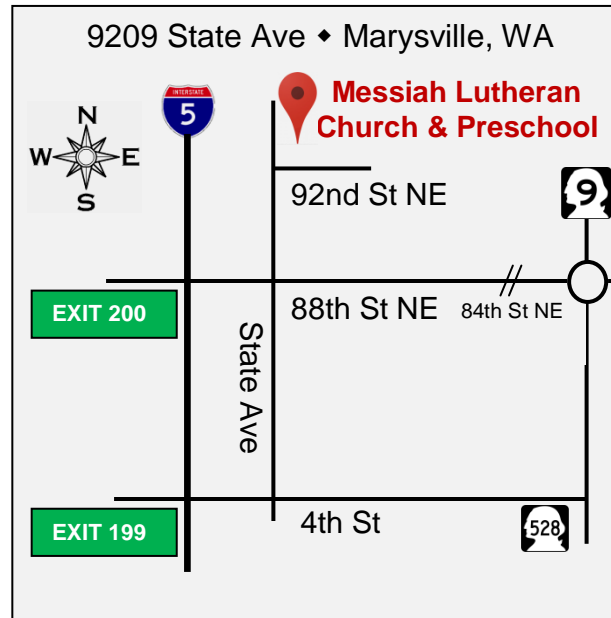 9209 State Ave ◆ Marysville, WA
INTERSTATE
5
Messiah Lutheran
Church & Preschool
N
W E
S
92nd St NE
9
EXIT 200
88th St NE
84th St NE
State Ave
EXIT 199
4th St
528